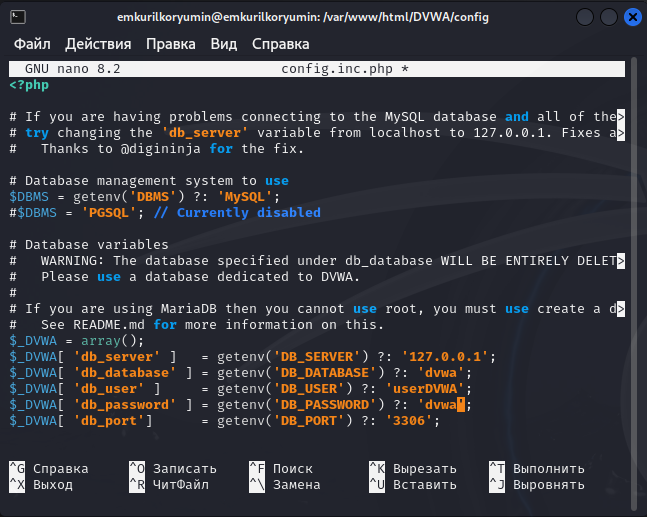 emkurilkoryumin@emkurilkoryumin: /var/www/html/DVWA/config
Файл Действия Правка Вид Справка
GNU nano 8.2 config.inc.php *
<?php
# If you are having problems connecting to the MySQL database and all of the>
# try changing the 'db_server' variable from localhost to 127.0.0.1. Fixes a>
#   Thanks to @digininja for the fix.
# Database management system to use
$DBMS = getenv('DBMS') ?: 'MySQL';
#$DBMS = 'PGSQL'; // Currently disabled
# Database variables
#   WARNING: The database specified under db_database WILL BE ENTIRELY DELET>
#   Please use a database dedicated to DVWA.
#
# If you are using MariaDB then you cannot use root, you must use create a d>
#   See README.md for more information on this.
$_DVWA = array();
$_DVWA[ 'db_server' ]   = getenv('DB_SERVER') ?: '127.0.0.1';
$_DVWA[ 'db_database' ] = getenv('DB_DATABASE') ?: 'dvwa';
$_DVWA[ 'db_user' ]     = getenv('DB_USER') ?: 'userDVWA';
$_DVWA[ 'db_password' ] = getenv('DB_PASSWORD') ?: 'dvwa';
$_DVWA[ 'db_port']      = getenv('DB_PORT') ?: '3306';
^G Справка ^O Записать ^F Поиск ^K Вырезать ^T Выполнить
^X Выход ^R ЧитФайл ^\ Замена ^U Вставить ^J Выровнять